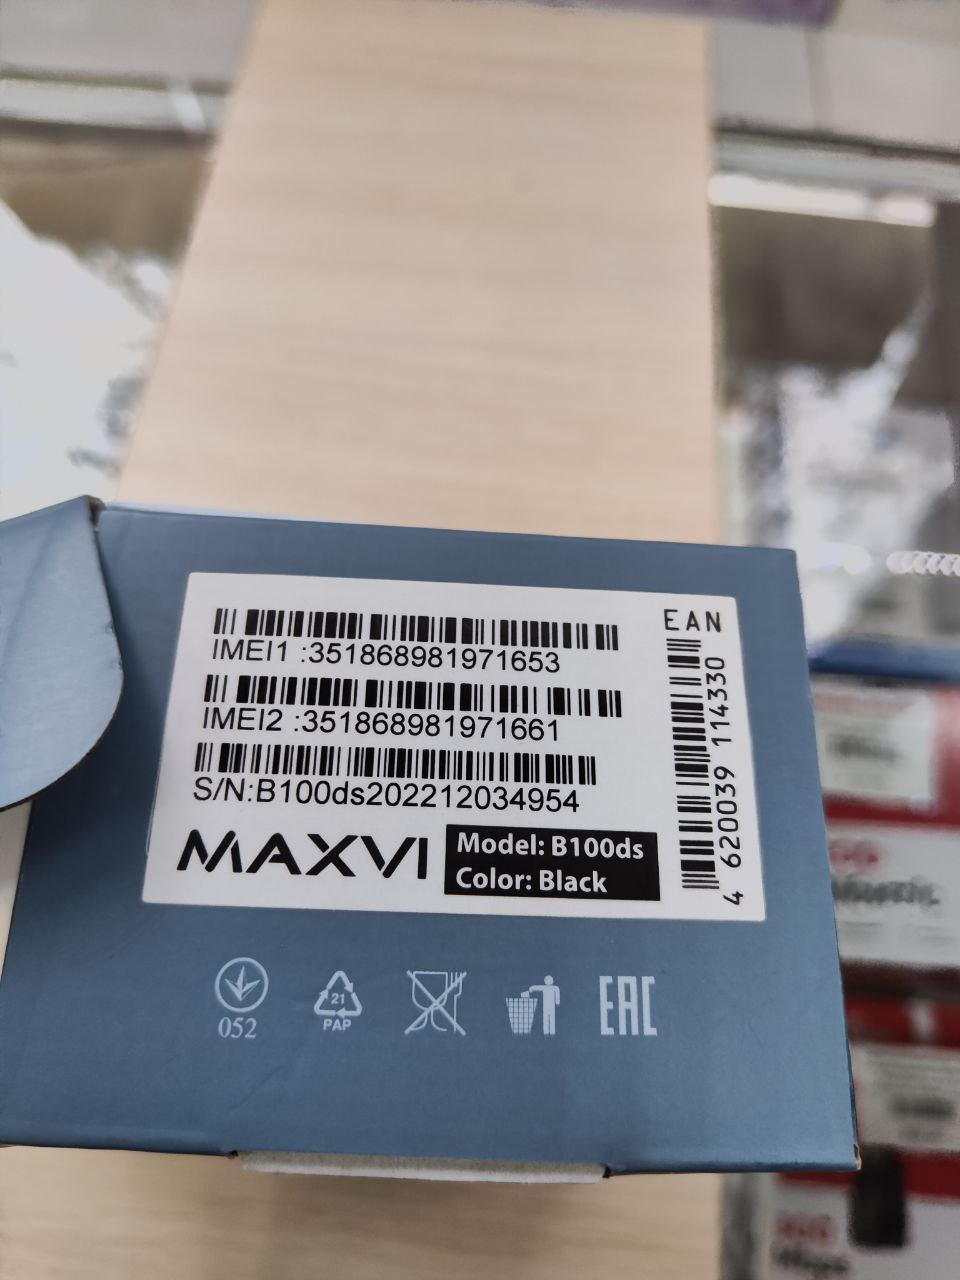 EAN
IMEI1 :351868981971653
IMEI2 :351868981971661
S/N:B100ds202212034954
MAXVI
Model: B100ds
Color: Black
4 620039 114330
052
21
PAP
EAC